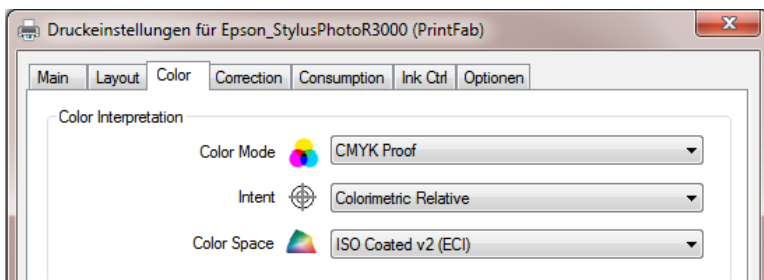 Druckeinstellungen für Epson_StylusPhotoR3000 (PrintFab)
Main Layout Color Correction Consumption Ink Ctrl Optionen
Color Interpretation
Color Mode CMYK Proof
Intent Colorimetric Relative
Color Space ISO Coated v2 (ECI)